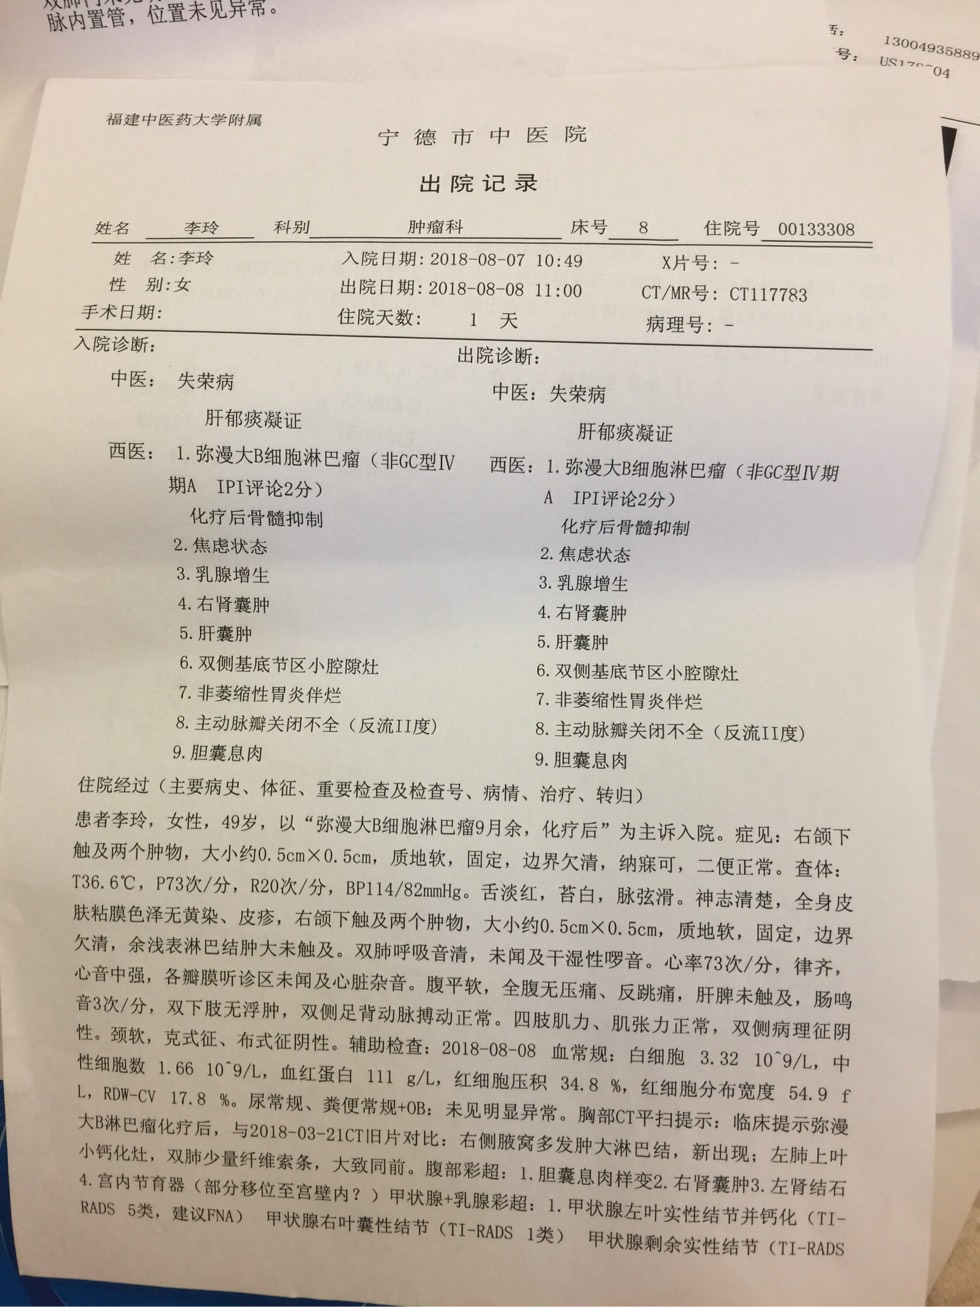 脉内置管，位置未见异常。
号： 13004935889
福建中医药大学附属
宁德市中医院
出院记录
姓名 李玲 科别 肿瘤科 床号 8 住院号 00133308
姓 名:李玲 入院日期:2018-08-07 10:49 X片号: -
性 别:女 出院日期:2018-08-08 11:00 CT/MR号: CT117783
手术日期: 住院天数: 1 天 病理号: -
入院诊断: 出院诊断:
中医: 失荣病 中医: 失荣病
肝郁痰凝证 肝郁痰凝证
西医: 1.弥漫大B细胞淋巴瘤（非GC型Ⅳ 西医: 1.弥漫大B细胞淋巴瘤（非GC型Ⅳ期
期A IPI评论2分） A IPI评论2分）
化疗后骨髓抑制 化疗后骨髓抑制
2.焦虑状态 2.焦虑状态
3.乳腺增生 3.乳腺增生
4.右肾囊肿 4.右肾囊肿
5.肝囊肿 5.肝囊肿
6.双侧基底节区小腔隙灶 6.双侧基底节区小腔隙灶
7.非萎缩性胃炎伴烂 7.非萎缩性胃炎伴烂
8.主动脉瓣关闭不全（反流II度） 8.主动脉瓣关闭不全（反流II度）
9.胆囊息肉 9.胆囊息肉
住院经过（主要病史、体征、重要检查及检查号、病情、治疗、转归）
患者李玲，女性，49岁，以“弥漫大B细胞淋巴瘤9月余，化疗后”为主诉入院。症见：右颌下
触及两个肿物，大小约0.5cm×0.5cm，质地软，固定，边界欠清，纳寐可，二便正常。查体：
T36.6℃，P73次/分，R20次/分，BP114/82mmHg。舌淡红，苔白，脉弦滑。神志清楚，全身皮
肤粘膜色泽无黄染、皮疹，右颌下触及两个肿物，大小约0.5cm×0.5cm，质地软，固定，边界
欠清，余浅表淋巴结肿大未触及。双肺呼吸音清，未闻及干湿性啰音。心率73次/分，律齐，
心音中强，各瓣膜听诊区未闻及心脏杂音。腹平软，全腹无压痛、反跳痛，肝脾未触及，肠鸣
音3次/分，双下肢无浮肿，双侧足背动脉搏动正常。四肢肌力、肌张力正常，双侧病理征阴
性。颈软，克式征、布式征阴性。辅助检查：2018-08-08 血常规：白细胞 3.32 10^9/L，中
性细胞数 1.66 10^9/L，血红蛋白 111 g/L，红细胞压积 34.8 %，红细胞分布宽度 54.9 f
L，RDW-CV 17.8 %。尿常规、粪便常规+OB：未见明显异常。胸部CT平扫提示：临床提示弥漫
大B淋巴瘤化疗后，与2018-03-21CT旧片对比：右侧腋窝多发肿大淋巴结，新出现；左肺上叶
小钙化灶，双肺少量纤维索条，大致同前。腹部彩超：1.胆囊息肉样变2.右肾囊肿3.左肾结石
4.宫内节育器（部分移位至宫壁内？）甲状腺+乳腺彩超：1.甲状腺左叶实性结节并钙化（TI-
RADS 5类，建议FNA） 甲状腺右叶囊性结节（TI-RADS 1类） 甲状腺剩余实性结节（TI-RADS